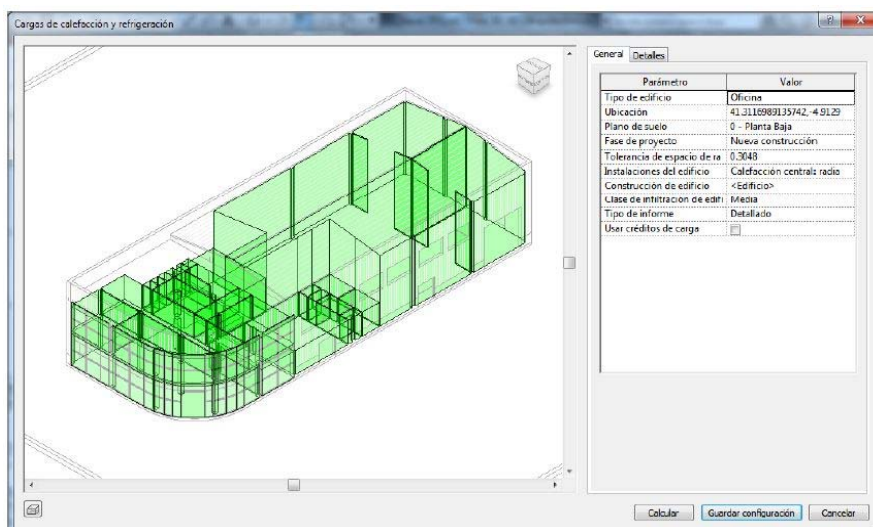 Cargas de calefacción y refrigeración
General Detalles
Parámetro Valor
Tipo de edificio Oficina
Ubicación 41.3116989135742,-4.9129
Plano de suelo 0 - Planta Baja
Fase de proyecto Nueva construcción
Tolerancia de espacio de ra 0.3048
Instalaciones del edificio Calefacción central: radia
Construcción de edificio <Edificio>
Clase de infiltración de edifi Media
Tipo de informe Detallado
Usar créditos de carga
Calcular Guardar configuración Cancelar